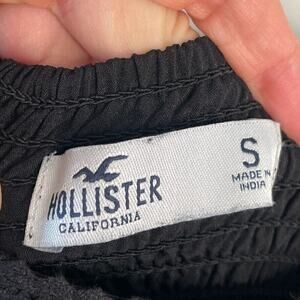 HOLLISTER
CALIFORNIA
S
MADE IN
INDIA